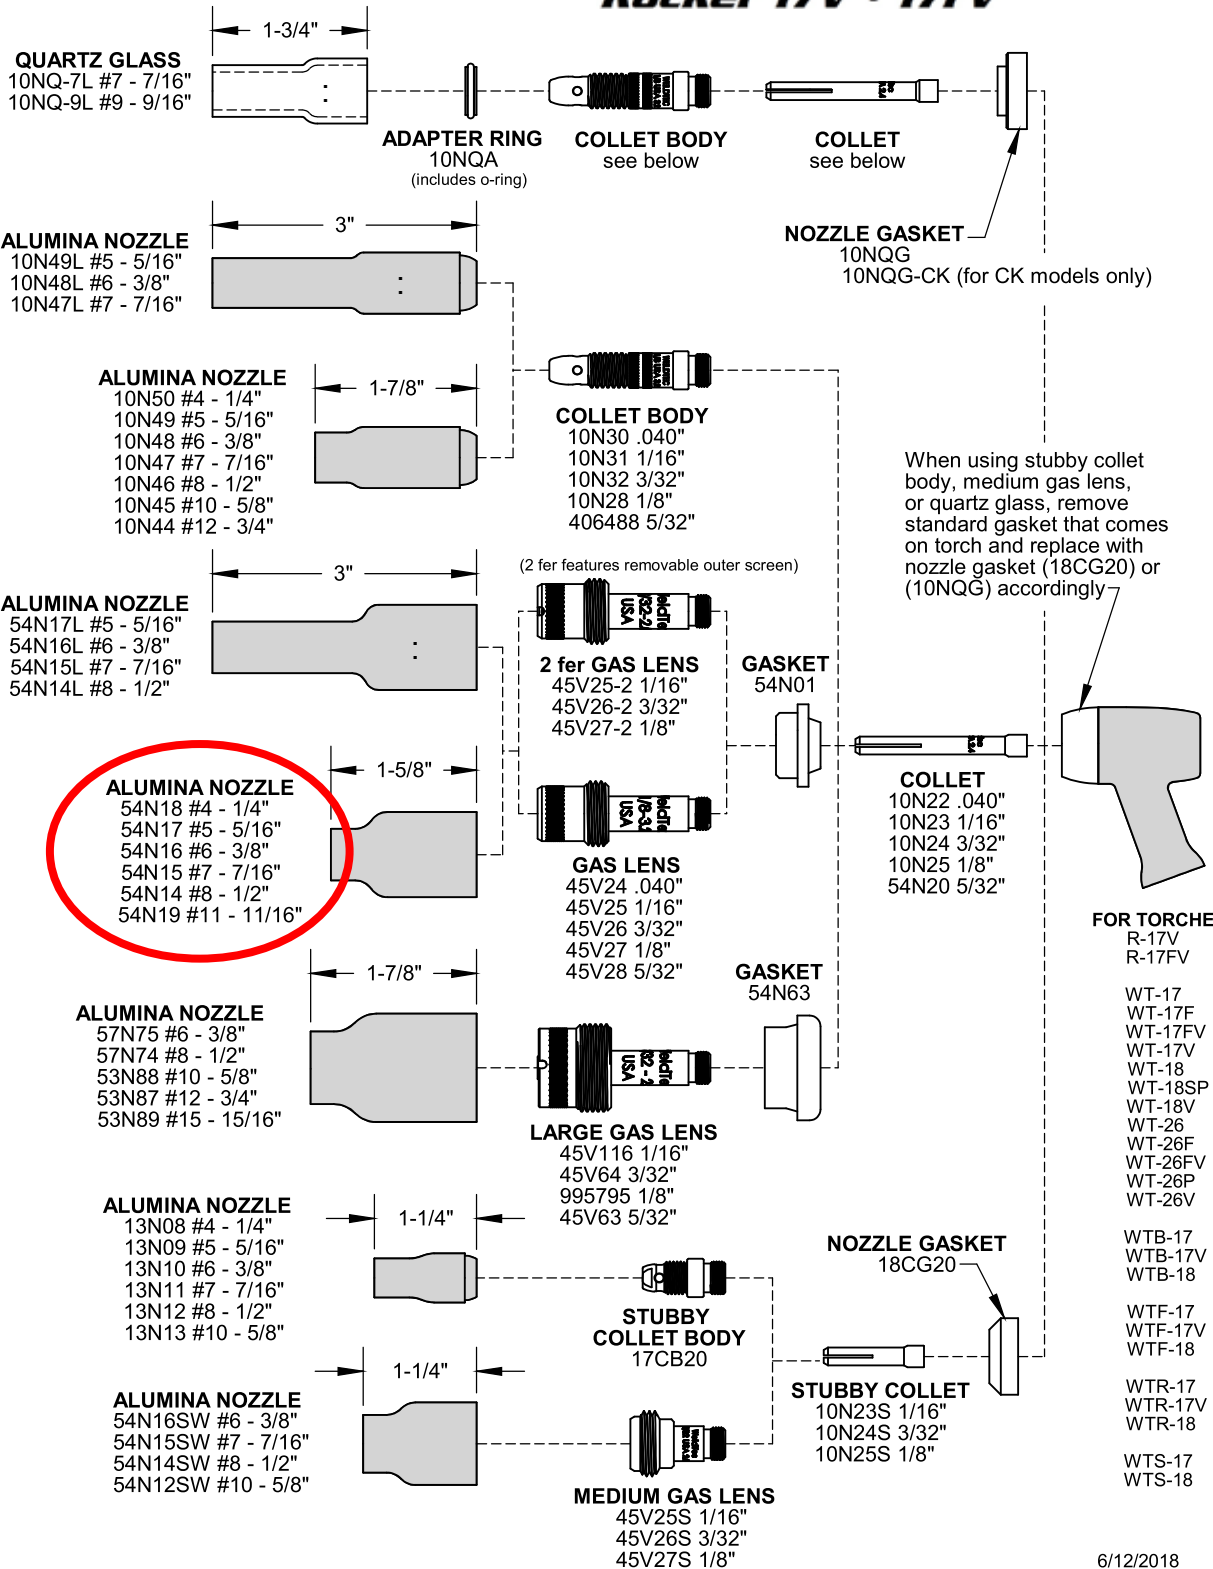 Rocket 17V • 17FV
1-3/4"
QUARTZ GLASS
10NQ-7L #7 - 7/16"
10NQ-9L #9 - 9/16"
ADAPTER RING
10NQA
(includes o-ring)
COLLET BODY
see below
COLLET
see below
NOZZLE GASKET
10NQG
10NQG-CK (for CK models only)
3"
ALUMINA NOZZLE
10N49L #5 - 5/16"
10N48L #6 - 3/8"
10N47L #7 - 7/16"
1-7/8"
ALUMINA NOZZLE
10N50 #4 - 1/4"
10N49 #5 - 5/16"
10N48 #6 - 3/8"
10N47 #7 - 7/16"
10N46 #8 - 1/2"
10N45 #10 - 5/8"
10N44 #12 - 3/4"
COLLET BODY
10N30 .040"
10N31 1/16"
10N32 3/32"
10N28 1/8"
406488 5/32"
When using stubby collet
body, medium gas lens,
or quartz glass, remove
standard gasket that comes
on torch and replace with
nozzle gasket (18CG20) or
(10NQG) accordingly
3"
ALUMINA NOZZLE
54N17L #5 - 5/16"
54N16L #6 - 3/8"
54N15L #7 - 7/16"
54N14L #8 - 1/2"
(2 fer features removable outer screen)
USA
2 fer GAS LENS
45V25-2 1/16"
45V26-2 3/32"
45V27-2 1/8"
GASKET
54N01
1-5/8"
ALUMINA NOZZLE
54N18 #4 - 1/4"
54N17 #5 - 5/16"
54N16 #6 - 3/8"
54N15 #7 - 7/16"
54N14 #8 - 1/2"
54N19 #11 - 11/16"
USA
GAS LENS
45V24 .040"
45V25 1/16"
45V26 3/32"
45V27 1/8"
45V28 5/32"
COLLET
10N22 .040"
10N23 1/16"
10N24 3/32"
10N25 1/8"
54N20 5/32"
1-7/8"
ALUMINA NOZZLE
57N75 #6 - 3/8"
57N74 #8 - 1/2"
53N88 #10 - 5/8"
53N87 #12 - 3/4"
53N89 #15 - 15/16"
USA
LARGE GAS LENS
45V116 1/16"
45V64 3/32"
995795 1/8"
45V63 5/32"
GASKET
54N63
FOR TORCHE
R-17V
R-17FV
WT-17
WT-17F
WT-17FV
WT-17V
WT-18
WT-18SP
WT-18V
WT-26
WT-26F
WT-26FV
WT-26P
WT-26V
WTB-17
WTB-17V
WTB-18
WTF-17
WTF-17V
WTF-18
WTR-17
WTR-17V
WTR-18
WTS-17
WTS-18
1-1/4"
ALUMINA NOZZLE
13N08 #4 - 1/4"
13N09 #5 - 5/16"
13N10 #6 - 3/8"
13N11 #7 - 7/16"
13N12 #8 - 1/2"
13N13 #10 - 5/8"
STUBBY
COLLET BODY
17CB20
NOZZLE GASKET
18CG20
1-1/4"
ALUMINA NOZZLE
54N16SW #6 - 3/8"
54N15SW #7 - 7/16"
54N14SW #8 - 1/2"
54N12SW #10 - 5/8"
STUBBY COLLET
10N23S 1/16"
10N24S 3/32"
10N25S 1/8"
MEDIUM GAS LENS
45V25S 1/16"
45V26S 3/32"
45V27S 1/8"
6/12/2018